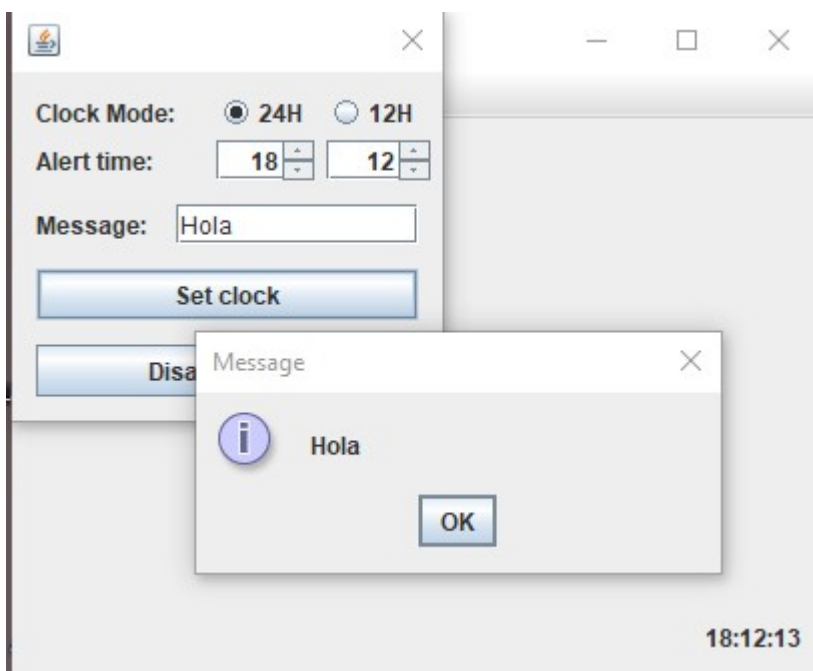 Clock Mode: 24H 12H
Alert time: 18 12
Message: Hola
Set clock
Disa
Message
i
Hola
OK
18:12:13